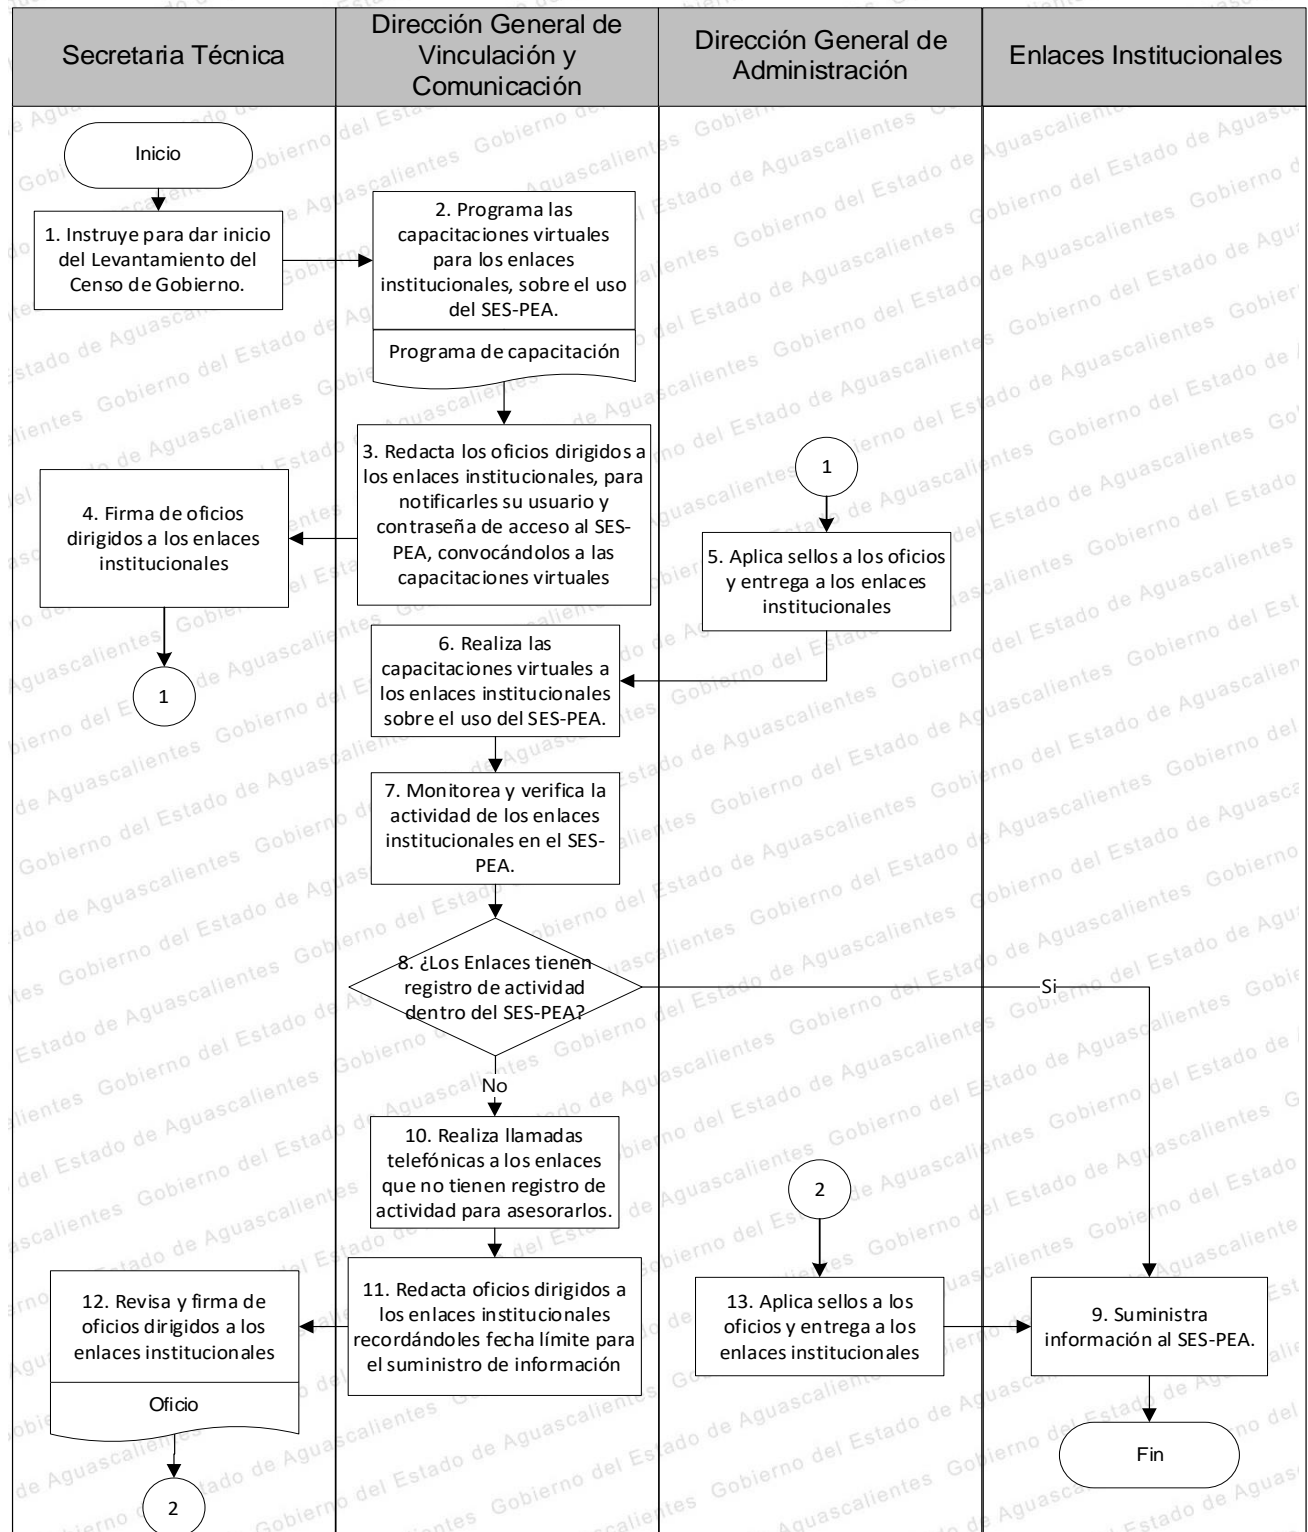 Secretaria Técnica
Dirección General de
Vinculación y
Comunicación
Dirección General de
Administración
Enlaces Institucionales
Inicio
1. Instruye para dar inicio
del Levantamiento del
Censo de Gobierno.
2. Programa las
capacitaciones virtuales
para los enlaces
institucionales, sobre el uso
del SES-PEA.
Programa de capacitación
3. Redacta los oficios dirigidos a
los enlaces institucionales, para
notificarles su usuario y
contraseña de acceso al SES-
PEA, convocándolos a las
capacitaciones virtuales
4. Firma de oficios
dirigidos a los enlaces
institucionales
1
1
5. Aplica sellos a los oficios
y entrega a los enlaces
institucionales
6. Realiza las
capacitaciones virtuales a
los enlaces institucionales
sobre el uso del SES-PEA.
7. Monitorea y verifica la
actividad de los enlaces
institucionales en el SES-
PEA.
8. ¿Los Enlaces tienen
registro de actividad
dentro del SES-PEA?
Si
No
10. Realiza llamadas
telefónicas a los enlaces
que no tienen registro de
actividad para asesorarlos.
11. Redacta oficios dirigidos a
los enlaces institucionales
recordándoles fecha límite para
el suministro de información
12. Revisa y firma de
oficios dirigidos a los
enlaces institucionales
Oficio
2
2
13. Aplica sellos a los
oficios y entrega a los
enlaces institucionales
9. Suministra
información al SES-PEA.
Fin